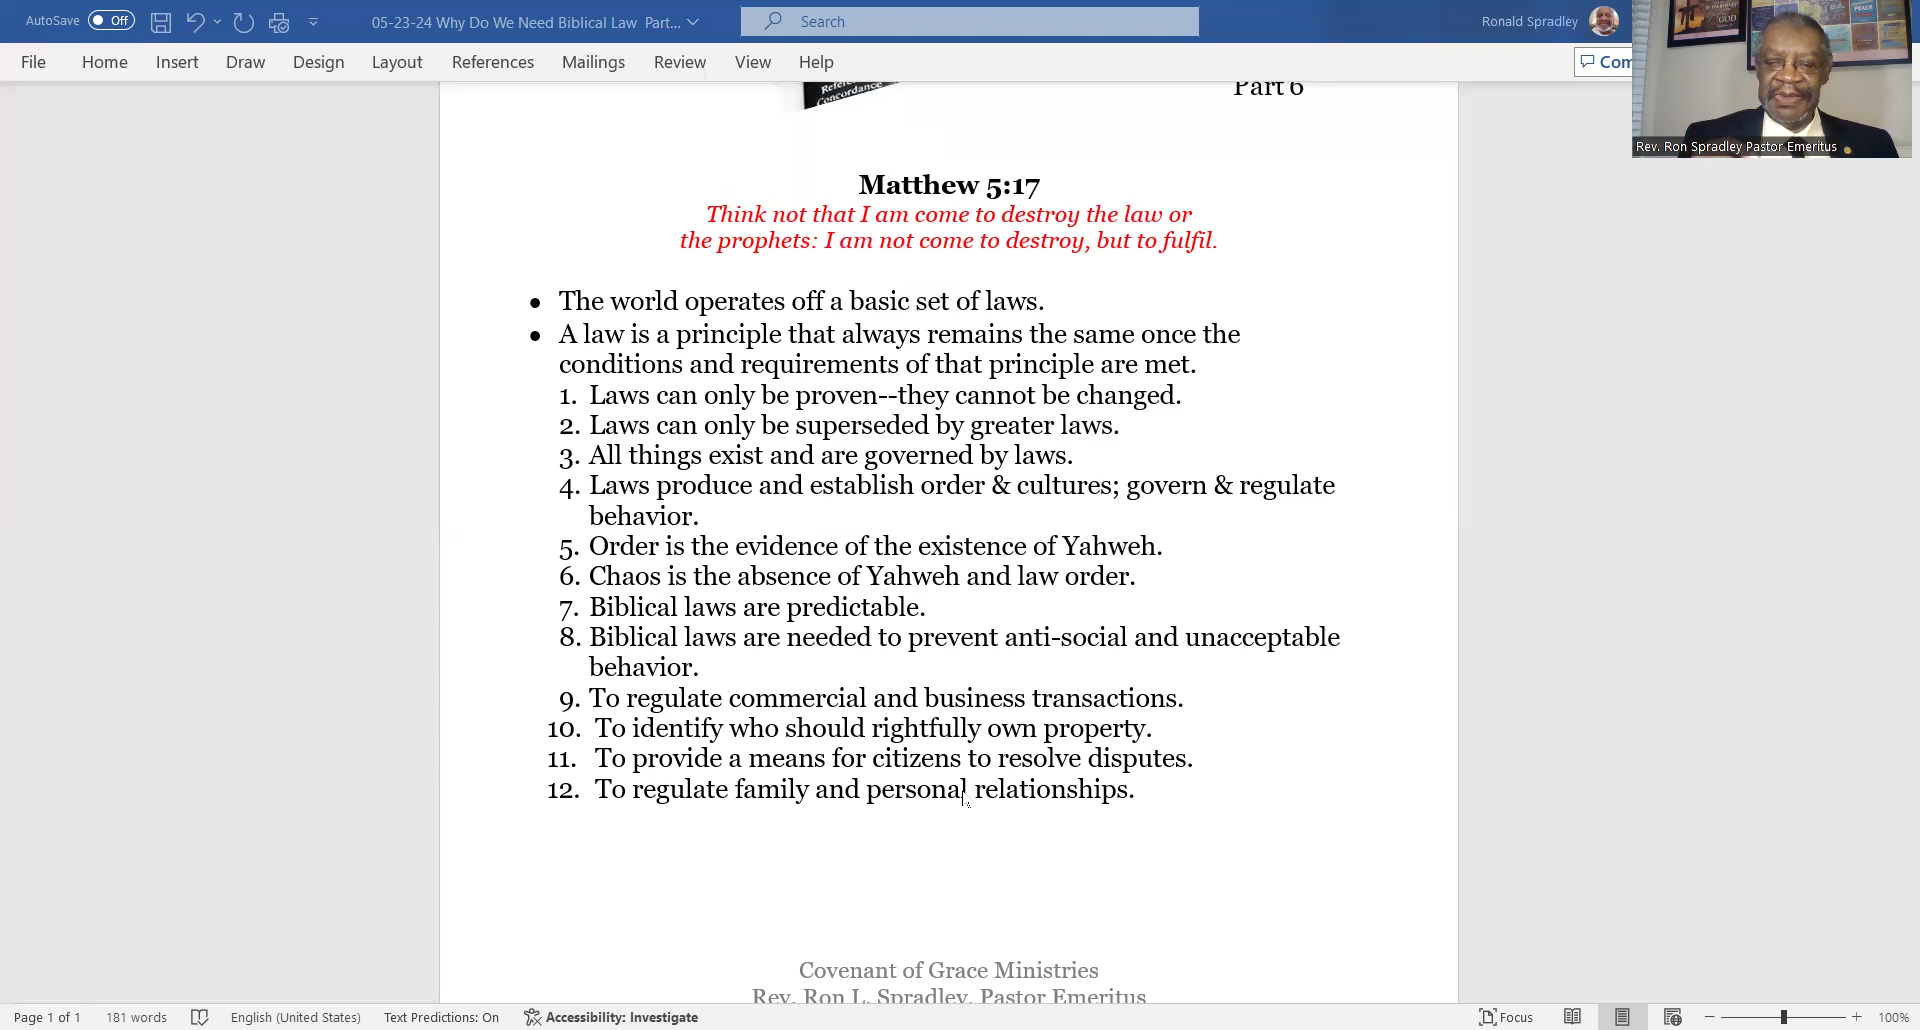 AutoSave Off 05-23-24 Why Do We Need Biblical Law Part... Search Ronald Spradley
File Home Insert Draw Design Layout References Mailings Review View Help Com
GOD
PEACE
Rev. Ron Spradley Pastor Emeritus
Concordance
Part 6
Matthew 5:17
Think not that I am come to destroy the law or
the prophets: I am not come to destroy, but to fulfil.
• The world operates off a basic set of laws.
• A law is a principle that always remains the same once the
conditions and requirements of that principle are met.
1. Laws can only be proven--they cannot be changed.
2. Laws can only be superseded by greater laws.
3. All things exist and are governed by laws.
4. Laws produce and establish order & cultures; govern & regulate
behavior.
5. Order is the evidence of the existence of Yahweh.
6. Chaos is the absence of Yahweh and law order.
7. Biblical laws are predictable.
8. Biblical laws are needed to prevent anti-social and unacceptable
behavior.
9. To regulate commercial and business transactions.
10. To identify who should rightfully own property.
11. To provide a means for citizens to resolve disputes.
12. To regulate family and personal relationships.
Covenant of Grace Ministries
Rev. Ron L. Spradley, Pastor Emeritus
Page 1 of 1 181 words English (United States) Text Predictions: On Accessibility: Investigate Focus 100%